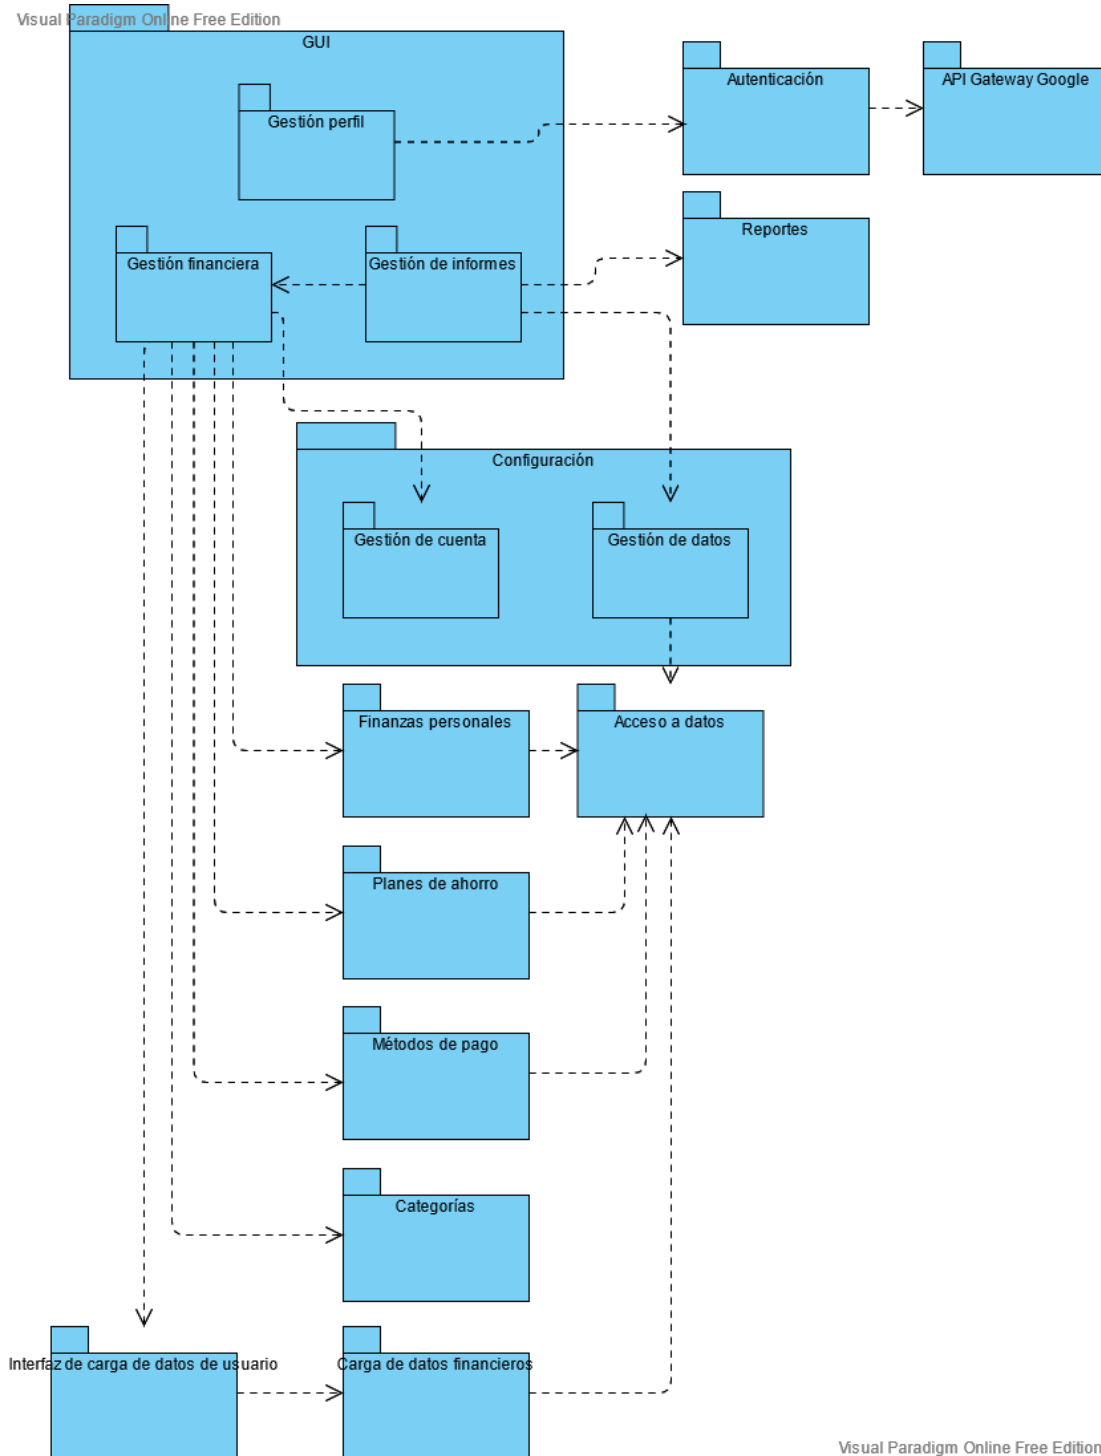 Visual Paradigm Online Free Edition
GUI
Autenticación
API Gateway Google
Gestión perfil
Reportes
Gestión financiera
Gestión de informes
Configuración
Gestión de cuenta
Gestión de datos
Finanzas personales
Acceso a datos
Planes de ahorro
Métodos de pago
Categorías
Interfaz de carga de datos de usuario
Carga de datos financieros
Visual Paradigm Online Free Edition